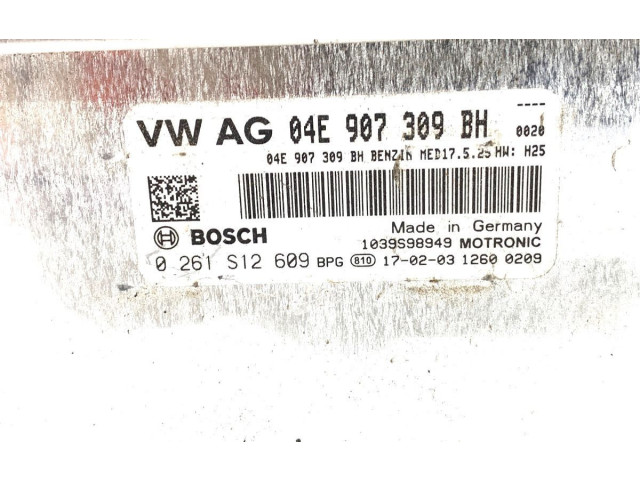 ----
VW AG 04E 907 309 BH 0020
04E 907 309 BH BENZIN MED17.5.25 HW: H25
BOSCH
Made in Germany
1039S98949 MOTRONIC
0 261 S12 609 BPG 810 17-02-03 1260 0209